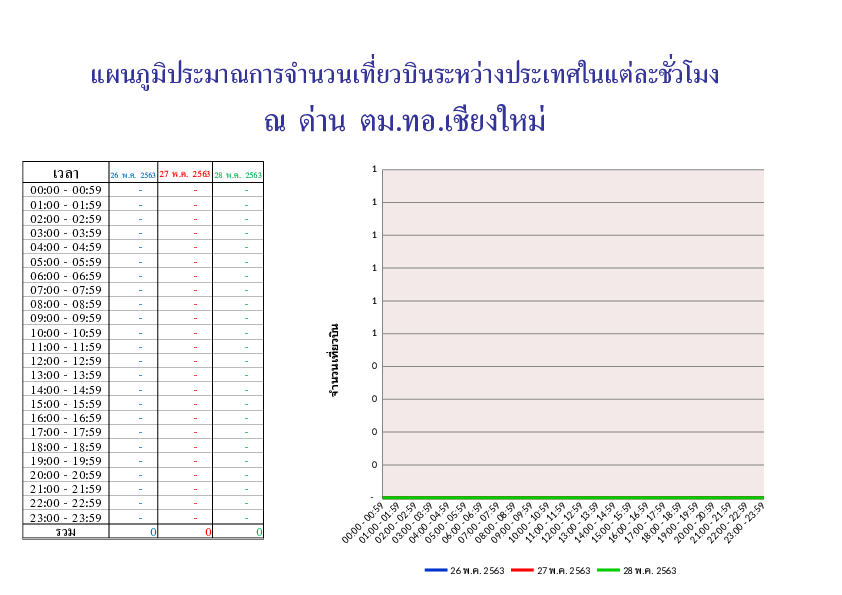 แผนภูมิประมาณการจำนวนเที่ยวบินระหว่างประเทศในแต่ละชั่วโมง
ณ ด่าน ตม.ทอ.เชียงใหม่
เวลา 26 พ.ค. 2563 27 พ.ค. 2563 28 พ.ค. 2563
00:00 - 00:59 - - -
01:00 - 01:59 - - -
02:00 - 02:59 - - -
03:00 - 03:59 - - -
04:00 - 04:59 - - -
05:00 - 05:59 - - -
06:00 - 06:59 - - -
07:00 - 07:59 - - -
08:00 - 08:59 - - -
09:00 - 09:59 - - -
10:00 - 10:59 - - -
11:00 - 11:59 - - -
12:00 - 12:59 - - -
13:00 - 13:59 - - -
14:00 - 14:59 - - -
15:00 - 15:59 - - -
16:00 - 16:59 - - -
17:00 - 17:59 - - -
18:00 - 18:59 - - -
19:00 - 19:59 - - -
20:00 - 20:59 - - -
21:00 - 21:59 - - -
22:00 - 22:59 - - -
23:00 - 23:59 - - -
รวม 0 0 0
จำนวนเที่ยวบิน
1
1
1
1
1
1
0
0
0
0
-
00:00 - 00:59
01:00 - 01:59
02:00 - 02:59
03:00 - 03:59
04:00 - 04:59
05:00 - 05:59
06:00 - 06:59
07:00 - 07:59
08:00 - 08:59
09:00 - 09:59
10:00 - 10:59
11:00 - 11:59
12:00 - 12:59
13:00 - 13:59
14:00 - 14:59
15:00 - 15:59
16:00 - 16:59
17:00 - 17:59
18:00 - 18:59
19:00 - 19:59
20:00 - 20:59
21:00 - 21:59
22:00 - 22:59
23:00 - 23:59
26 พ.ค. 2563 27 พ.ค. 2563 28 พ.ค. 2563